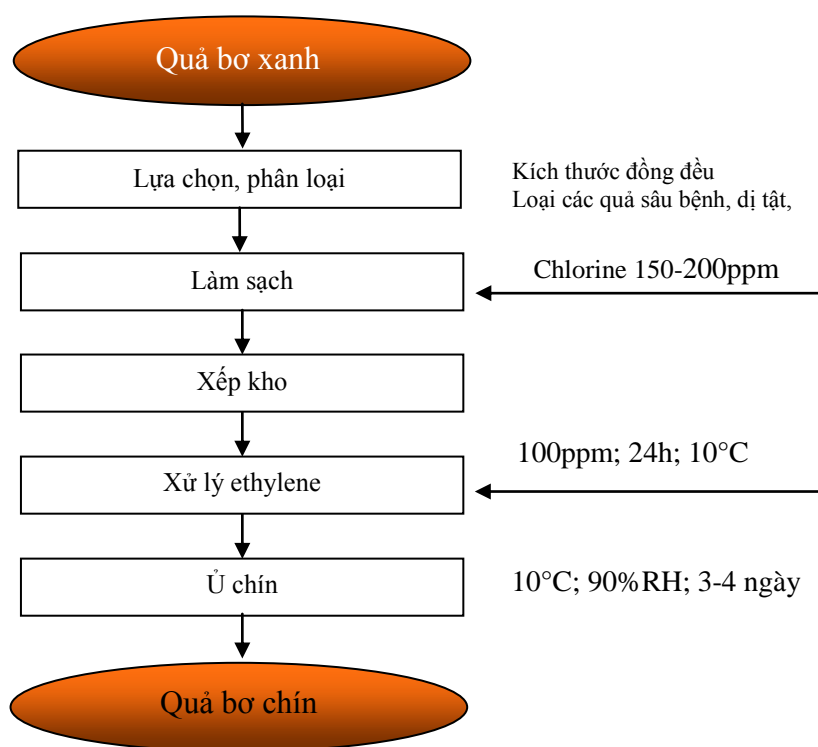 Quả bơ xanh
Lựa chọn, phân loại
Kích thước đồng đều
Loại các quả sâu bệnh, dị tật,
Làm sạch
Chlorine 150-200ppm
Xếp kho
Xử lý ethylene
100ppm; 24h; 10°C
Ủ chín
10°C; 90%RH; 3-4 ngày
Quả bơ chín